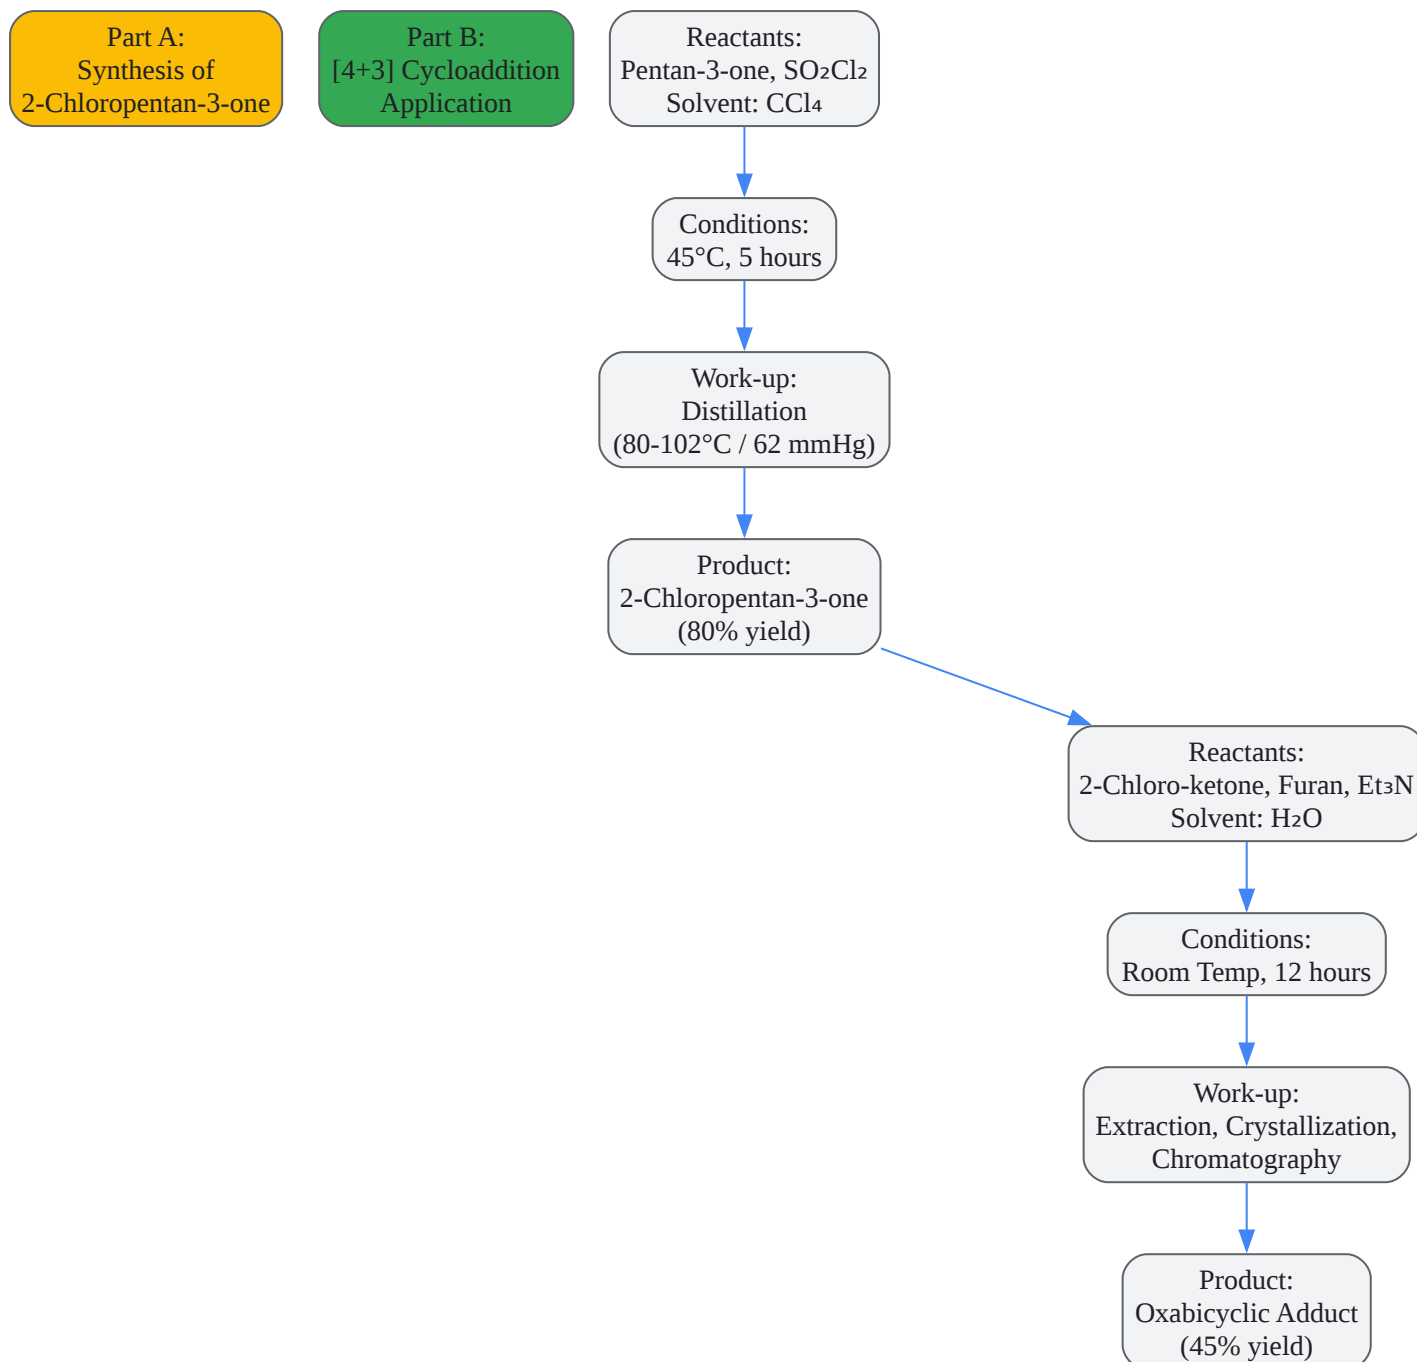 Part A:
Synthesis of
2-Chloropentan-3-one
Part B:
[4+3] Cycloaddition
Application
Reactants:
Pentan-3-one, SO₂Cl₂
Solvent: CCl₄
Conditions:
45°C, 5 hours
Work-up:
Distillation
(80-102°C / 62 mmHg)
Product:
2-Chloropentan-3-one
(80% yield)
Reactants:
2-Chloro-ketone, Furan, Et₃N
Solvent: H₂O
Conditions:
Room Temp, 12 hours
Work-up:
Extraction, Crystallization,
Chromatography
Product:
Oxabicyclic Adduct
(45% yield)